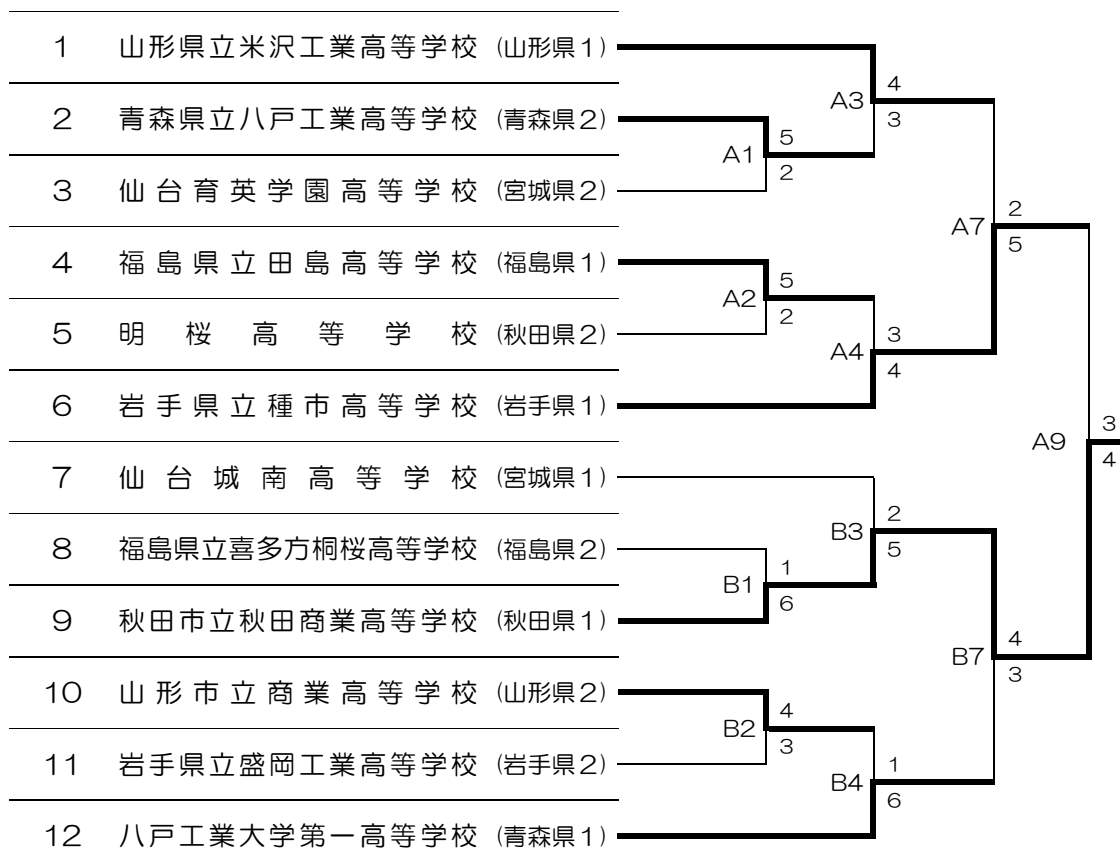 1 山形県立米沢工業高等学校 (山形県1)
2 青森県立八戸工業高等学校 (青森県2)
3 仙台育英学園高等学校 (宮城県2)
4 福島県立田島高等学校 (福島県1)
5 明桜高等学校 (秋田県2)
6 岩手県立種市高等学校 (岩手県1)
7 仙台城南高等学校 (宮城県1)
8 福島県立喜多方桐桜高等学校 (福島県2)
9 秋田市立秋田商業高等学校 (秋田県1)
10 山形市立商業高等学校 (山形県2)
11 岩手県立盛岡工業高等学校 (岩手県2)
12 八戸工業大学第一高等学校 (青森県1)
A1
5
2
A2
5
2
B1
1
6
B2
4
3
A3
4
3
A4
3
4
B3
2
5
B4
1
6
A7
2
5
B7
4
3
A9
3
4